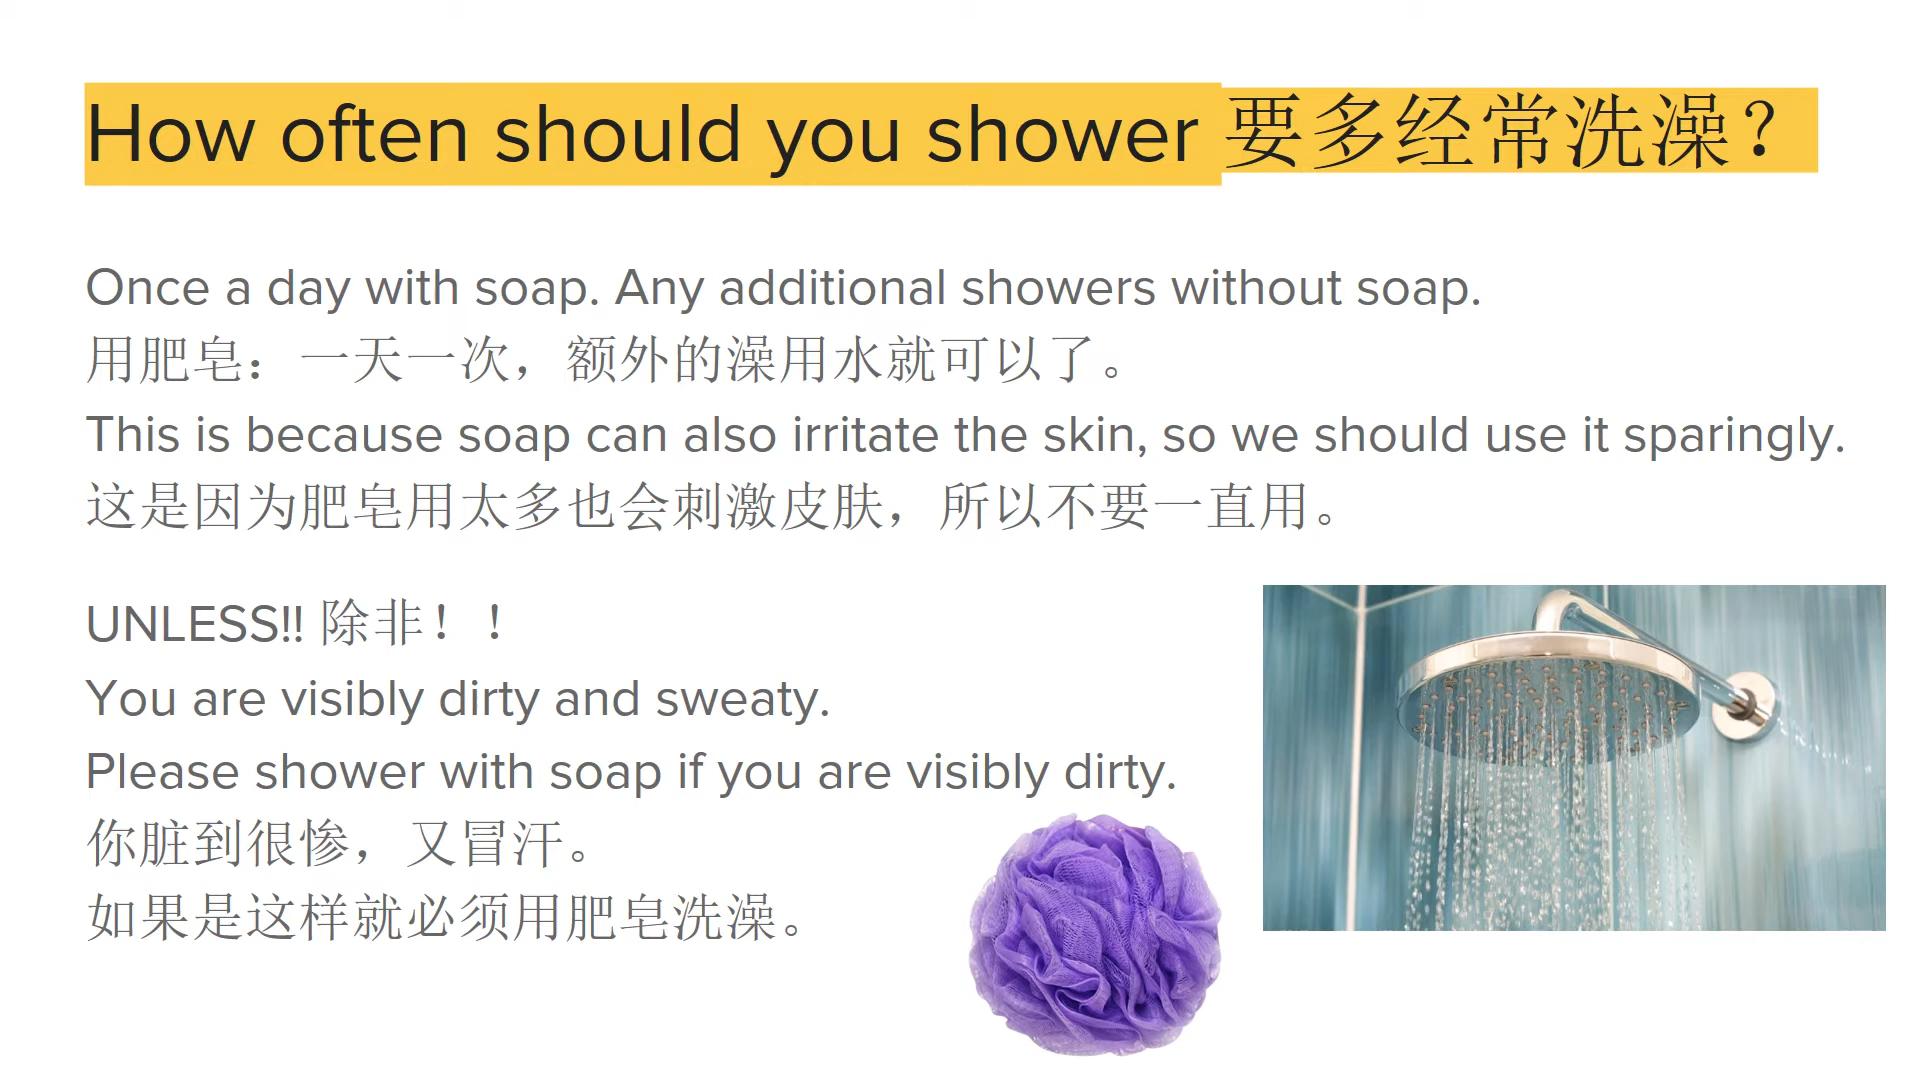 How often should you shower 要多经常洗澡？
Once a day with soap. Any additional showers without soap.
用肥皂：一天一次，额外的澡用水就可以了。
This is because soap can also irritate the skin, so we should use it sparingly.
这是因为肥皂用太多也会刺激皮肤，所以不要一直用。
UNLESS!! 除非！！
You are visibly dirty and sweaty.
Please shower with soap if you are visibly dirty.
你脏到很惨，又冒汗。
如果是这样就必须用肥皂洗澡。